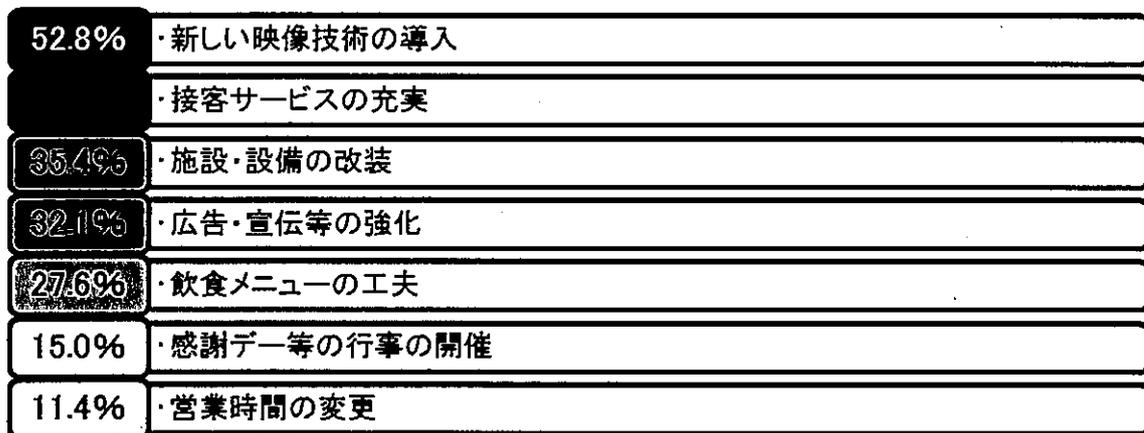 52.8% ・新しい映像技術の導入
・接客サービスの充実
35.4% ・施設・設備の改装
32.1% ・広告・宣伝等の強化
27.6% ・飲食メニューの工夫
15.0% ・感謝デー等の行事の開催
11.4% ・営業時間の変更